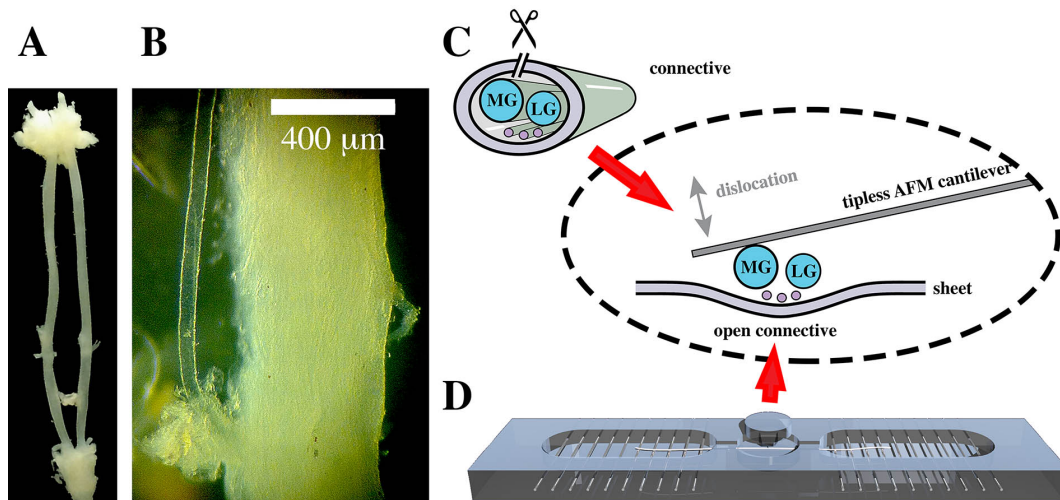 A
B
C
D
400 μm
connective
MG
LG
dislocation
tipless AFM cantilever
MG
LG
sheet
open connective